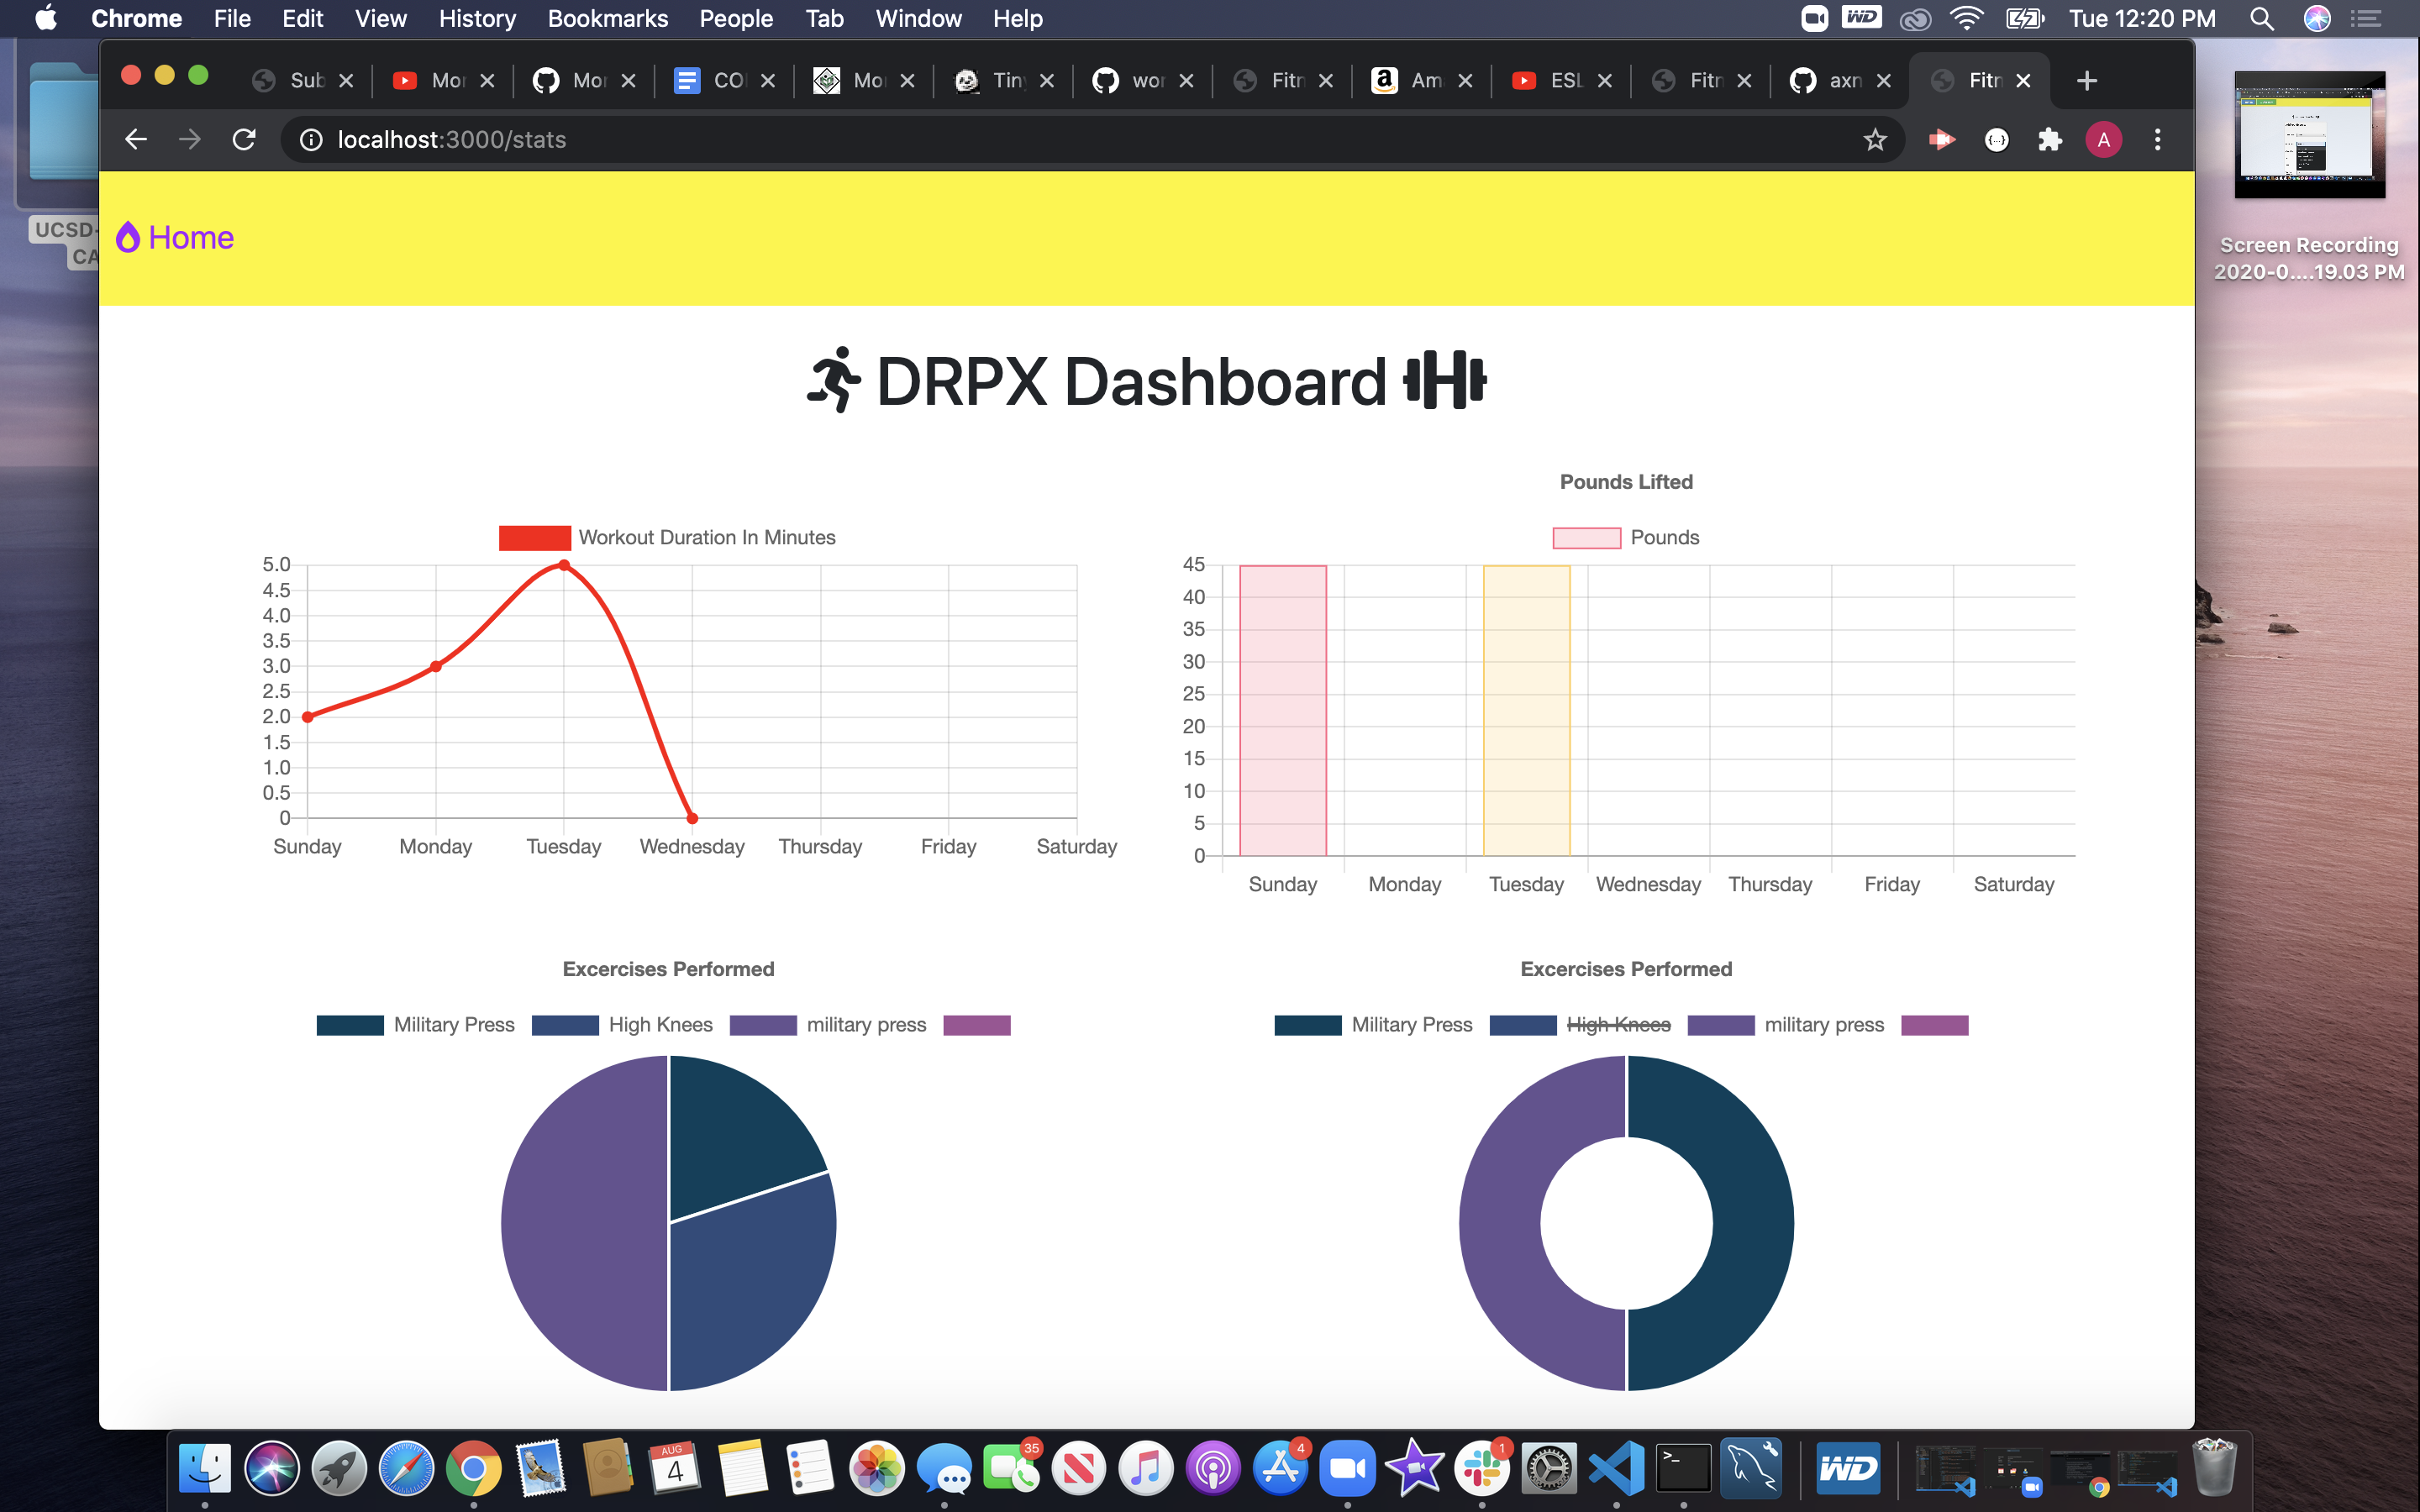 Chrome File Edit View History Bookmarks People Tab Window Help WD Tue 12:20 PM
Sub Mor Mor CO Mo Tin wor Fitn Am ESL Fitn axn Fitn
localhost:3000/stats A
UCSD-
CA
Screen Recording
2020-0....19.03 PM
Home
DRPX Dashboard
Workout Duration In Minutes
5.0
4.5
4.0
3.5
3.0
2.5
2.0
1.5
1.0
0.5
0
Sunday Monday Tuesday Wednesday Thursday Friday Saturday
Pounds Lifted
Pounds
45
40
35
30
25
20
15
10
5
0
Sunday Monday Tuesday Wednesday Thursday Friday Saturday
Excercises Performed
Military Press High Knees military press
Excercises Performed
Military Press High Knees military press
AUG
4
35
4
1
>_
WD